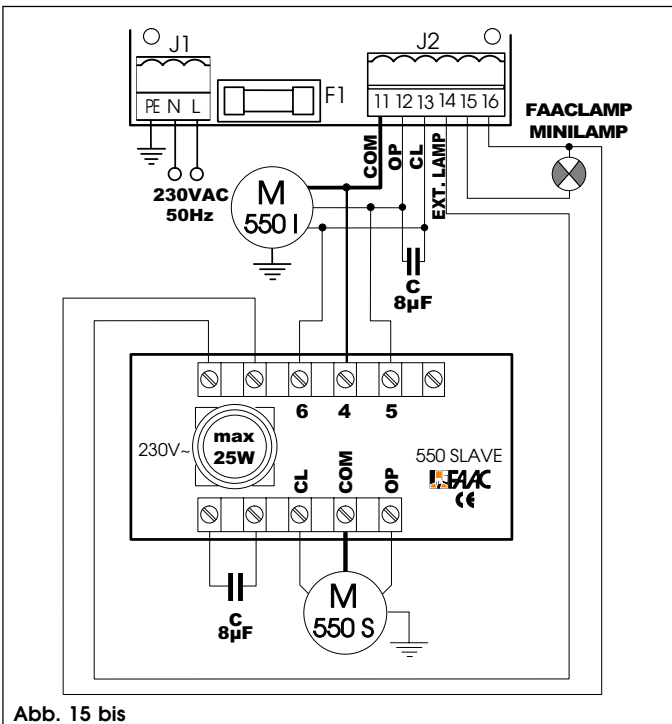 J1
J2
F1
PE N L
11 12 13 14 15 16
230VAC
50Hz
COM
OP
CL
EXT. LAMP
FAACLAMP
MINILAMP
M
550 I
C
8µF
6 4 5
230V~
max
25W
550 SLAVE
FAAC
CE
CL
COM
OP
C
8µF
M
550 S
Abb. 15 bis